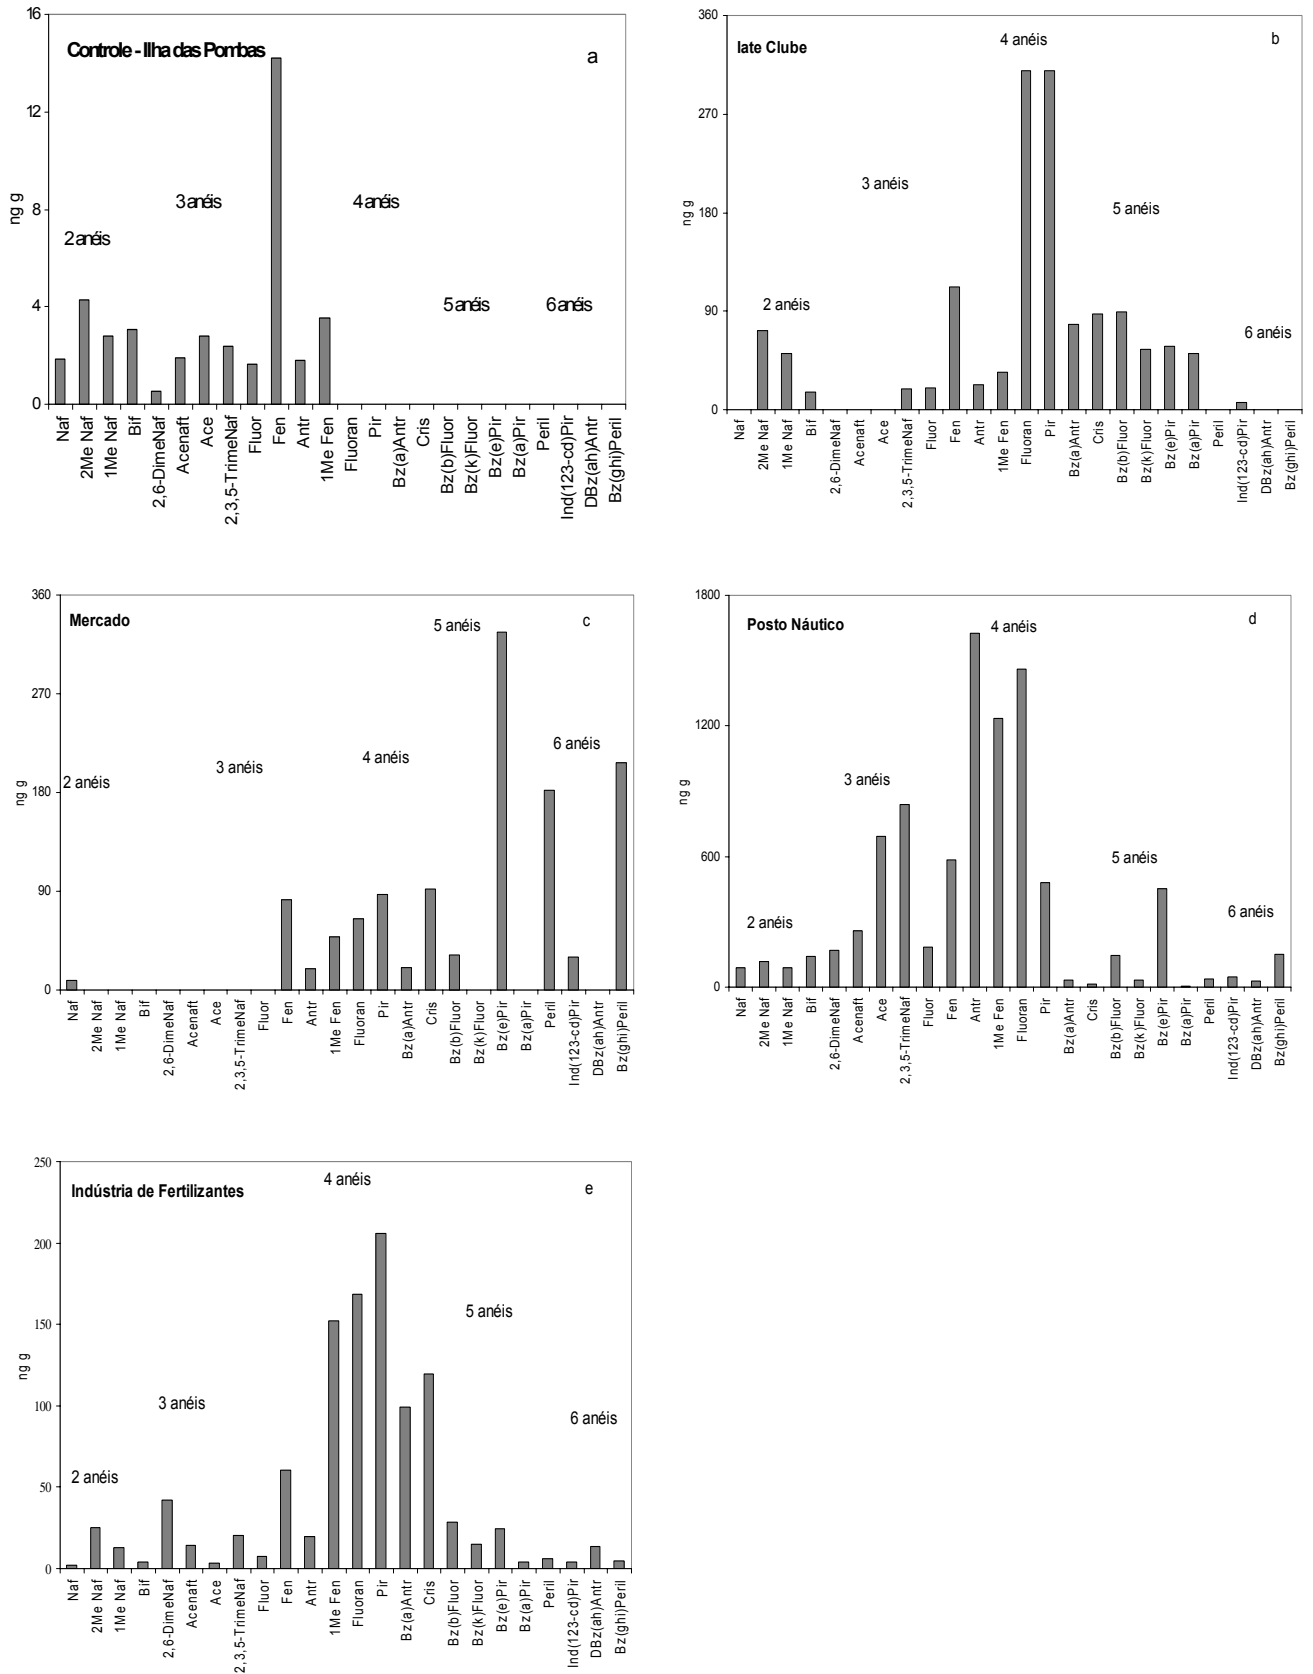 Controle - Ilha das Pombas
a
16
12
8
4
0
ng g
2 anéis
3 anéis
4 anéis
5 anéis
6 anéis
Naf
2Me Naf
1Me Naf
Bif
2,6-DimeNaf
Acenaft
Ace
2,3,5-TrimeNaf
Fluor
Fen
Antr
1Me Fen
Fluoran
Pir
Bz(a)Antr
Cris
Bz(b)Fluor
Bz(k)Fluor
Bz(e)Pir
Bz(a)Pir
Peril
Ind(123-cd)Pir
DBz(ah)Antr
Bz(ghi)Peril
Iate Clube
b
360
270
180
90
0
ng g
2 anéis
3 anéis
4 anéis
5 anéis
6 anéis
Naf
2Me Naf
1Me Naf
Bif
2,6-DimeNaf
Acenaft
Ace
2,3,5-TrimeNaf
Fluor
Fen
Antr
1Me Fen
Fluoran
Pir
Bz(a)Antr
Cris
Bz(b)Fluor
Bz(k)Fluor
Bz(e)Pir
Bz(a)Pir
Peril
Ind(123-cd)Pir
DBz(ah)Antr
Bz(ghi)Peril
Mercado
c
360
270
180
90
0
ng g
2 anéis
3 anéis
4 anéis
5 anéis
6 anéis
Naf
2Me Naf
1Me Naf
Bif
2,6-DimeNaf
Acenaft
Ace
2,3,5-TrimeNaf
Fluor
Fen
Antr
1Me Fen
Fluoran
Pir
Bz(a)Antr
Cris
Bz(b)Fluor
Bz(k)Fluor
Bz(e)Pir
Bz(a)Pir
Peril
Ind(123-cd)Pir
DBz(ah)Antr
Bz(ghi)Peril
Posto Náutico
d
1800
1200
600
0
ng g
2 anéis
3 anéis
4 anéis
5 anéis
6 anéis
Naf
2Me Naf
1Me Naf
Bif
2,6-DimeNaf
Acenaft
Ace
2,3,5-TrimeNaf
Fluor
Fen
Antr
1Me Fen
Fluoran
Pir
Bz(a)Antr
Cris
Bz(b)Fluor
Bz(k)Fluor
Bz(e)Pir
Bz(a)Pir
Peril
Ind(123-cd)Pir
DBz(ah)Antr
Bz(ghi)Peril
Indústria de Fertilizantes
e
250
200
150
100
50
0
ng g
2 anéis
3 anéis
4 anéis
5 anéis
6 anéis
Naf
2Me Naf
1Me Naf
Bif
2,6-DimeNaf
Acenaft
Ace
2,3,5-TrimeNaf
Fluor
Fen
Antr
1Me Fen
Fluoran
Pir
Bz(a)Antr
Cris
Bz(b)Fluor
Bz(k)Fluor
Bz(e)Pir
Bz(a)Pir
Peril
Ind(123-cd)Pir
DBz(ah)Antr
Bz(ghi)Peril